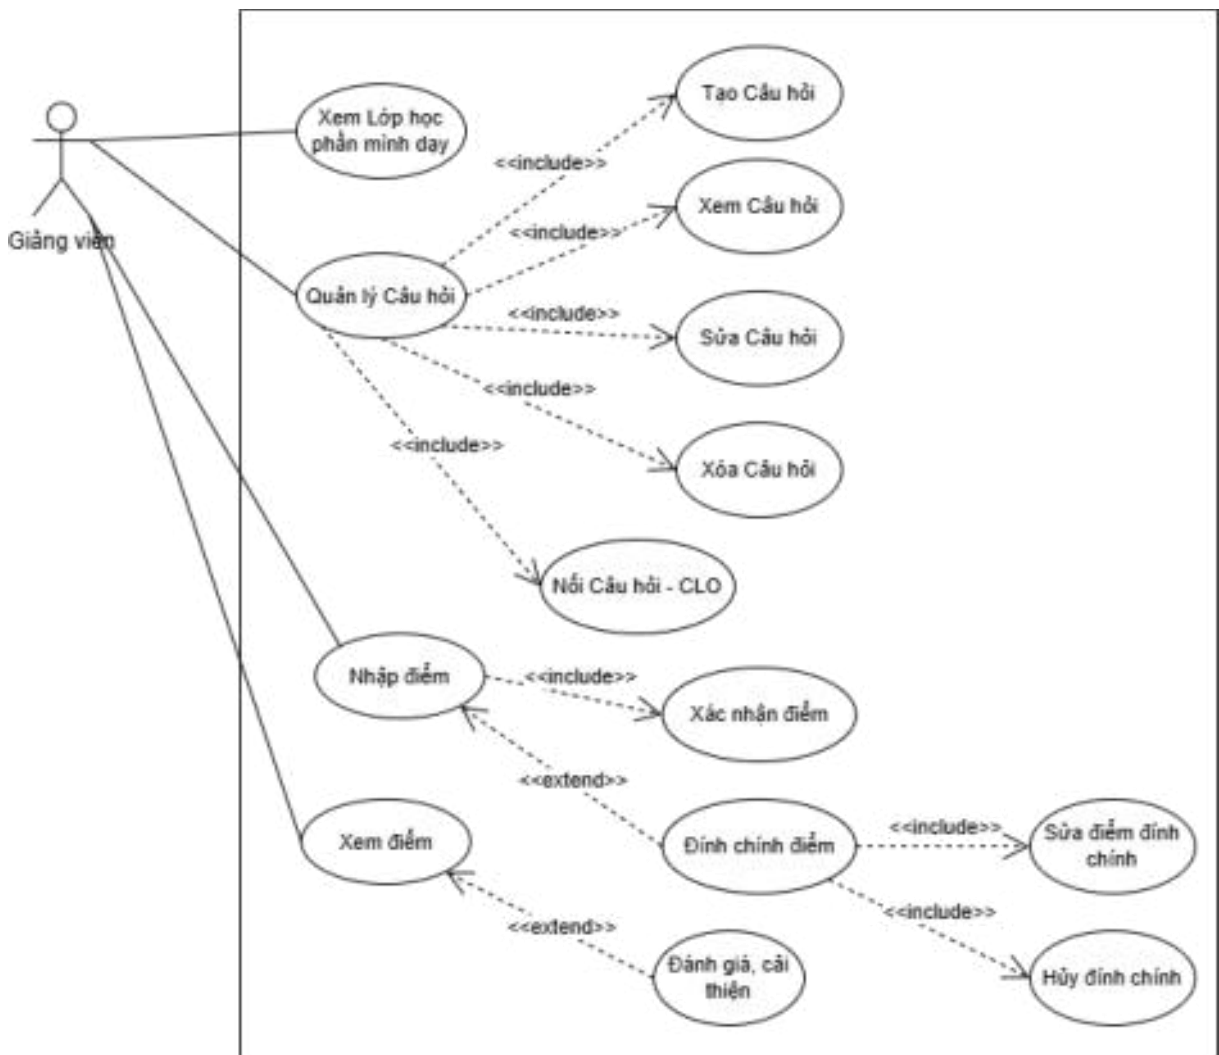 Giảng viên
Xem Lớp học
phần mình dạy
Quản lý Câu hỏi
<<include>>
Tạo Câu hỏi
<<include>>
Xem Câu hỏi
<<include>>
Sửa Câu hỏi
<<include>>
Xóa Câu hỏi
<<include>>
Nối Câu hỏi - CLO
Nhập điểm
<<include>>
Xác nhận điểm
<<extend>>
Đính chính điểm
<<include>>
Sửa điểm đính
chính
<<include>>
Hủy đính chính
Xem điểm
<<extend>>
Đánh giá, cải
thiện